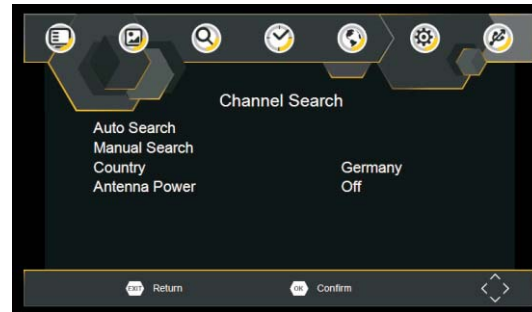 Channel Search
Auto Search
Manual Search
Country Germany
Antenna Power Off
EXIT Return OK Confirm